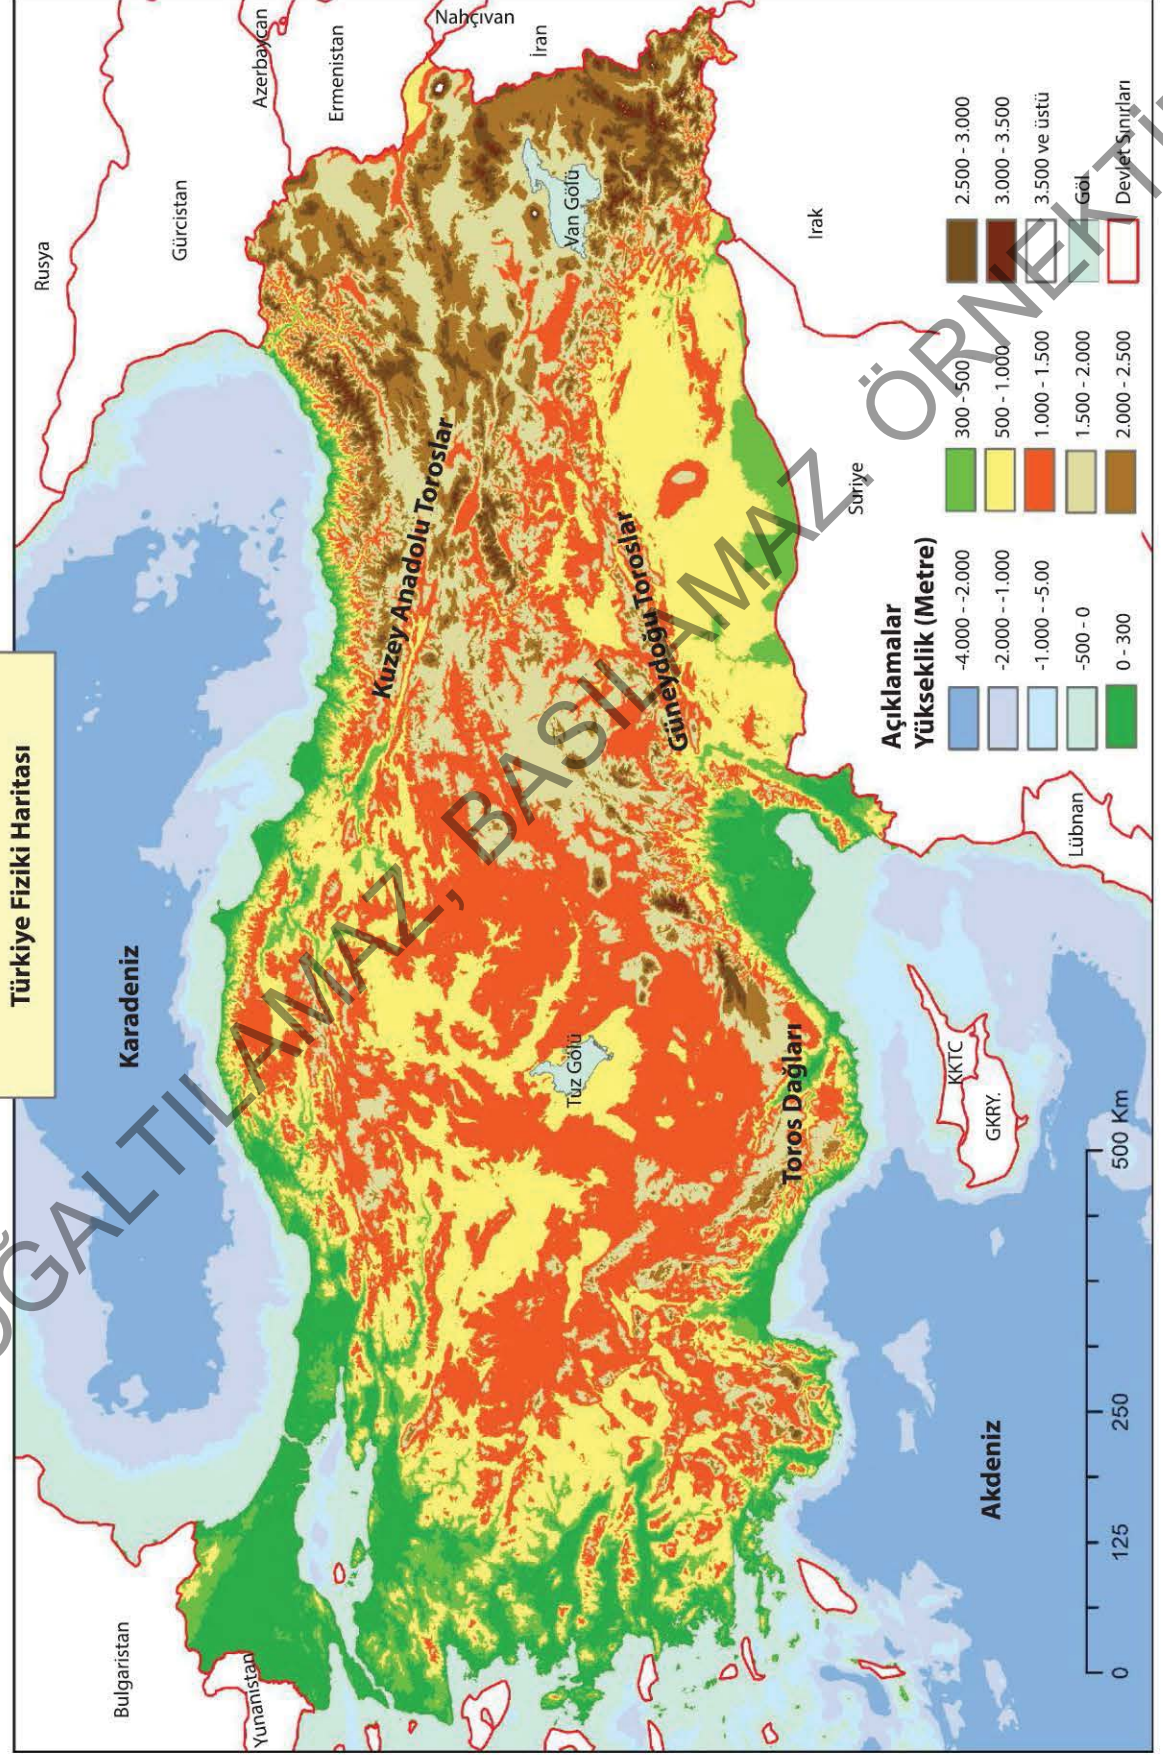 Türkiye Fiziki Haritası
Rusya
Gürcistan
Azerbaycan
Ermenistan
Nahçıvan
İran
Irak
Suriye
Lübnan
Bulgaristan
Yunanistan
Karadeniz
Akdeniz
KKTC
GKRY.
Van Gölü
Tuz Gölü
Kuzey Anadolu Toroslar
Güneydoğu Toroslar
Toros Dağları
Açıklamalar
Yükseklik (Metre)
-4.000 - -2.000
-2.000 - -1.000
-1.000 - -5.00
-500 - 0
0 - 300
300 - 500
500 - 1.000
1.000 - 1.500
1.500 - 2.000
2.000 - 2.500
2.500 - 3.000
3.000 - 3.500
3.500 ve üstü
Göl
Devlet Sınırları
0 125 250 500 Km
OĞALTILAMAZ, BASILAMAZ. ÖRNEKTİ